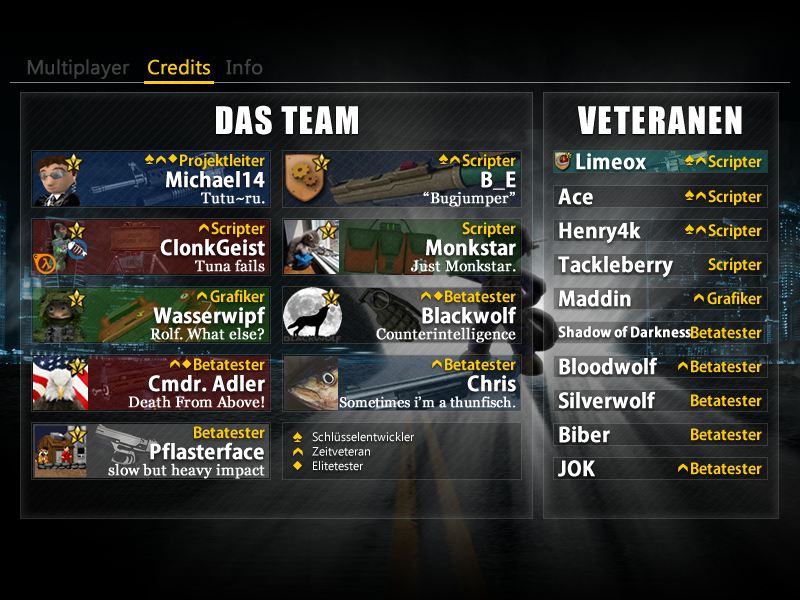 Multiplayer Credits Info
DAS TEAM
Projektleiter
Michael14
Tutu~ru.
Scripter
B_E
“Bugjumper”
Scripter
ClonkGeist
Tuna fails
Scripter
Monkstar
Just Monkstar.
Grafiker
Wasserwipf
Rolf. What else?
Betatester
Blackwolf
Counterintelligence
Betatester
Cmdr. Adler
Death From Above!
Betatester
Chris
Sometimes i'm a thunfisch.
Betatester
Pflasterface
slow but heavy impact
Schlüsselentwickler
Zeitveteran
Elitetester
VETERANEN
Limeox Scripter
Ace Scripter
Henry4k Scripter
Tackleberry Scripter
Maddin Grafiker
Shadow of Darkness Betatester
Bloodwolf Betatester
Silverwolf Betatester
Biber Betatester
JOK Betatester